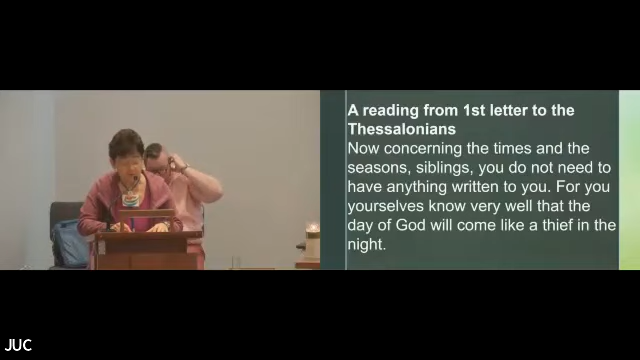 A reading from 1st letter to the
Thessalonians
Now concerning the times and the
seasons, siblings, you do not need to
have anything written to you. For you
yourselves know very well that the
day of God will come like a thief in the
night.
JUC